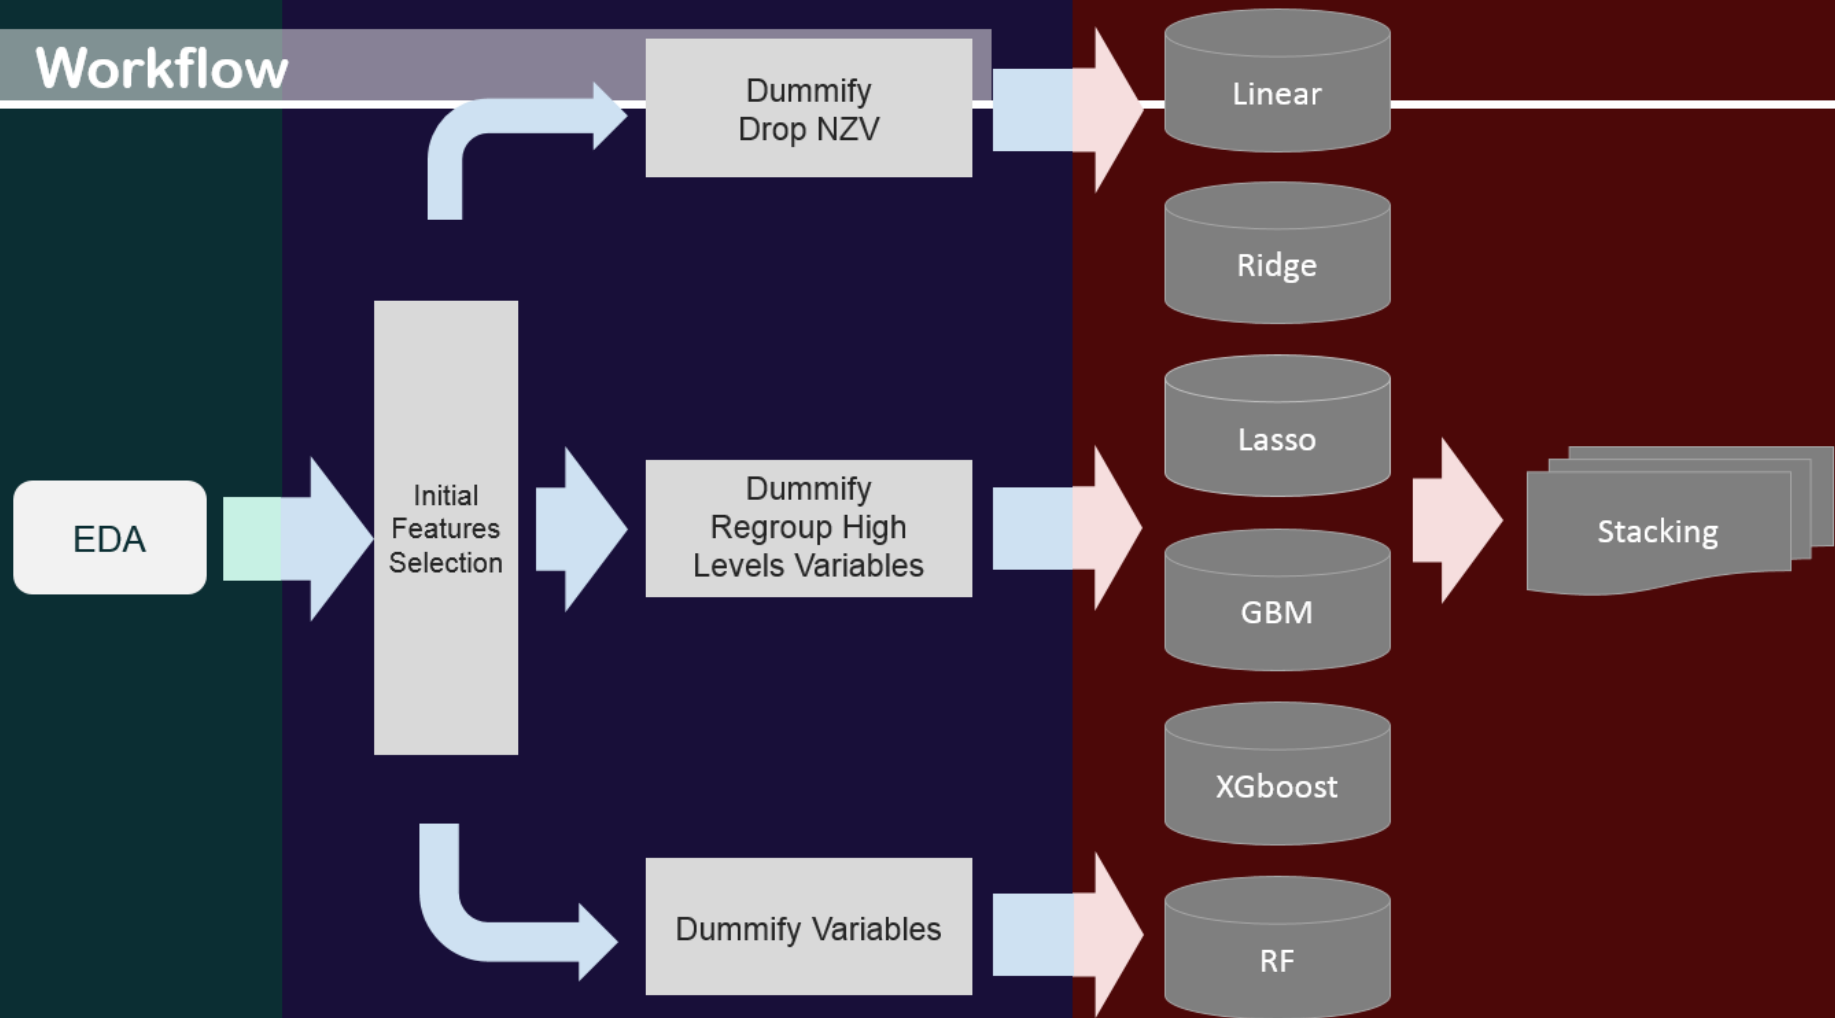 Workflow
EDA
Initial
Features
Selection
Dummify
Drop NZV
Dummify
Regroup High
Levels Variables
Dummify Variables
Linear
Ridge
Lasso
GBM
XGboost
RF
Stacking